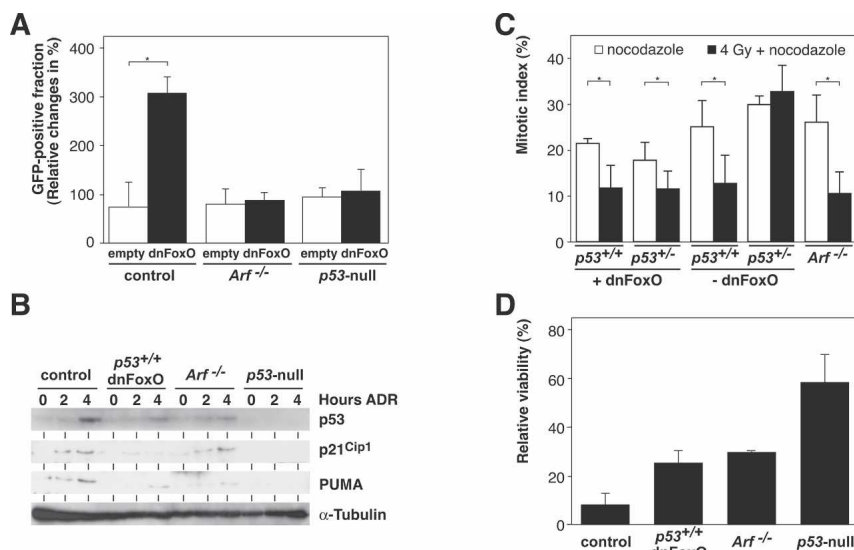 A
GFP-positive fraction
(Relative changes in %)
400
300
200
100
0
*
empty dnFoxO empty dnFoxO empty dnFoxO
control Arf -/- p53-null
B
control p53+/+ dnFoxO Arf -/- p53-null
0 2 4 0 2 4 0 2 4 0 2 4 Hours ADR
p53
p21Cip1
PUMA
α-Tubulin
C
nocodazole 4 Gy + nocodazole
Mitotic index (%)
40
30
20
10
0
* * * *
p53+/+ p53+/- p53+/+ p53+/- Arf -/-
+ dnFoxO - dnFoxO
D
Relative viability (%)
80
60
40
20
0
control p53+/+ Arf -/- p53-null
dnFoxO